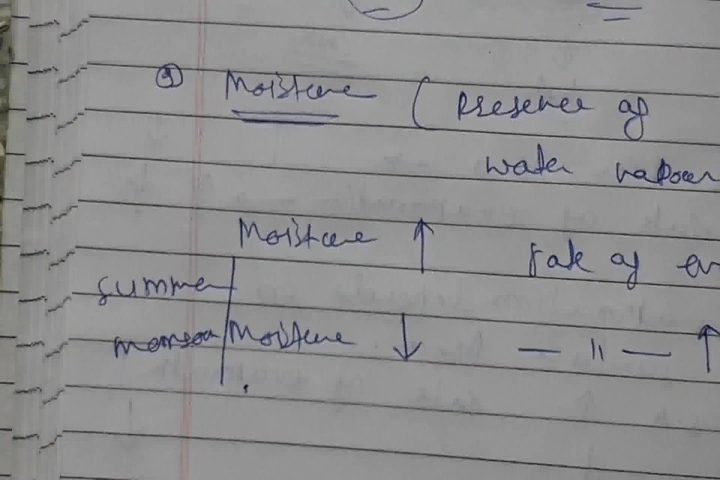 ③ Moisture (presence of
water vapour
Moisture ↑ rate of ev
summer
monsoon Moisture ↓ — 11 — ↑